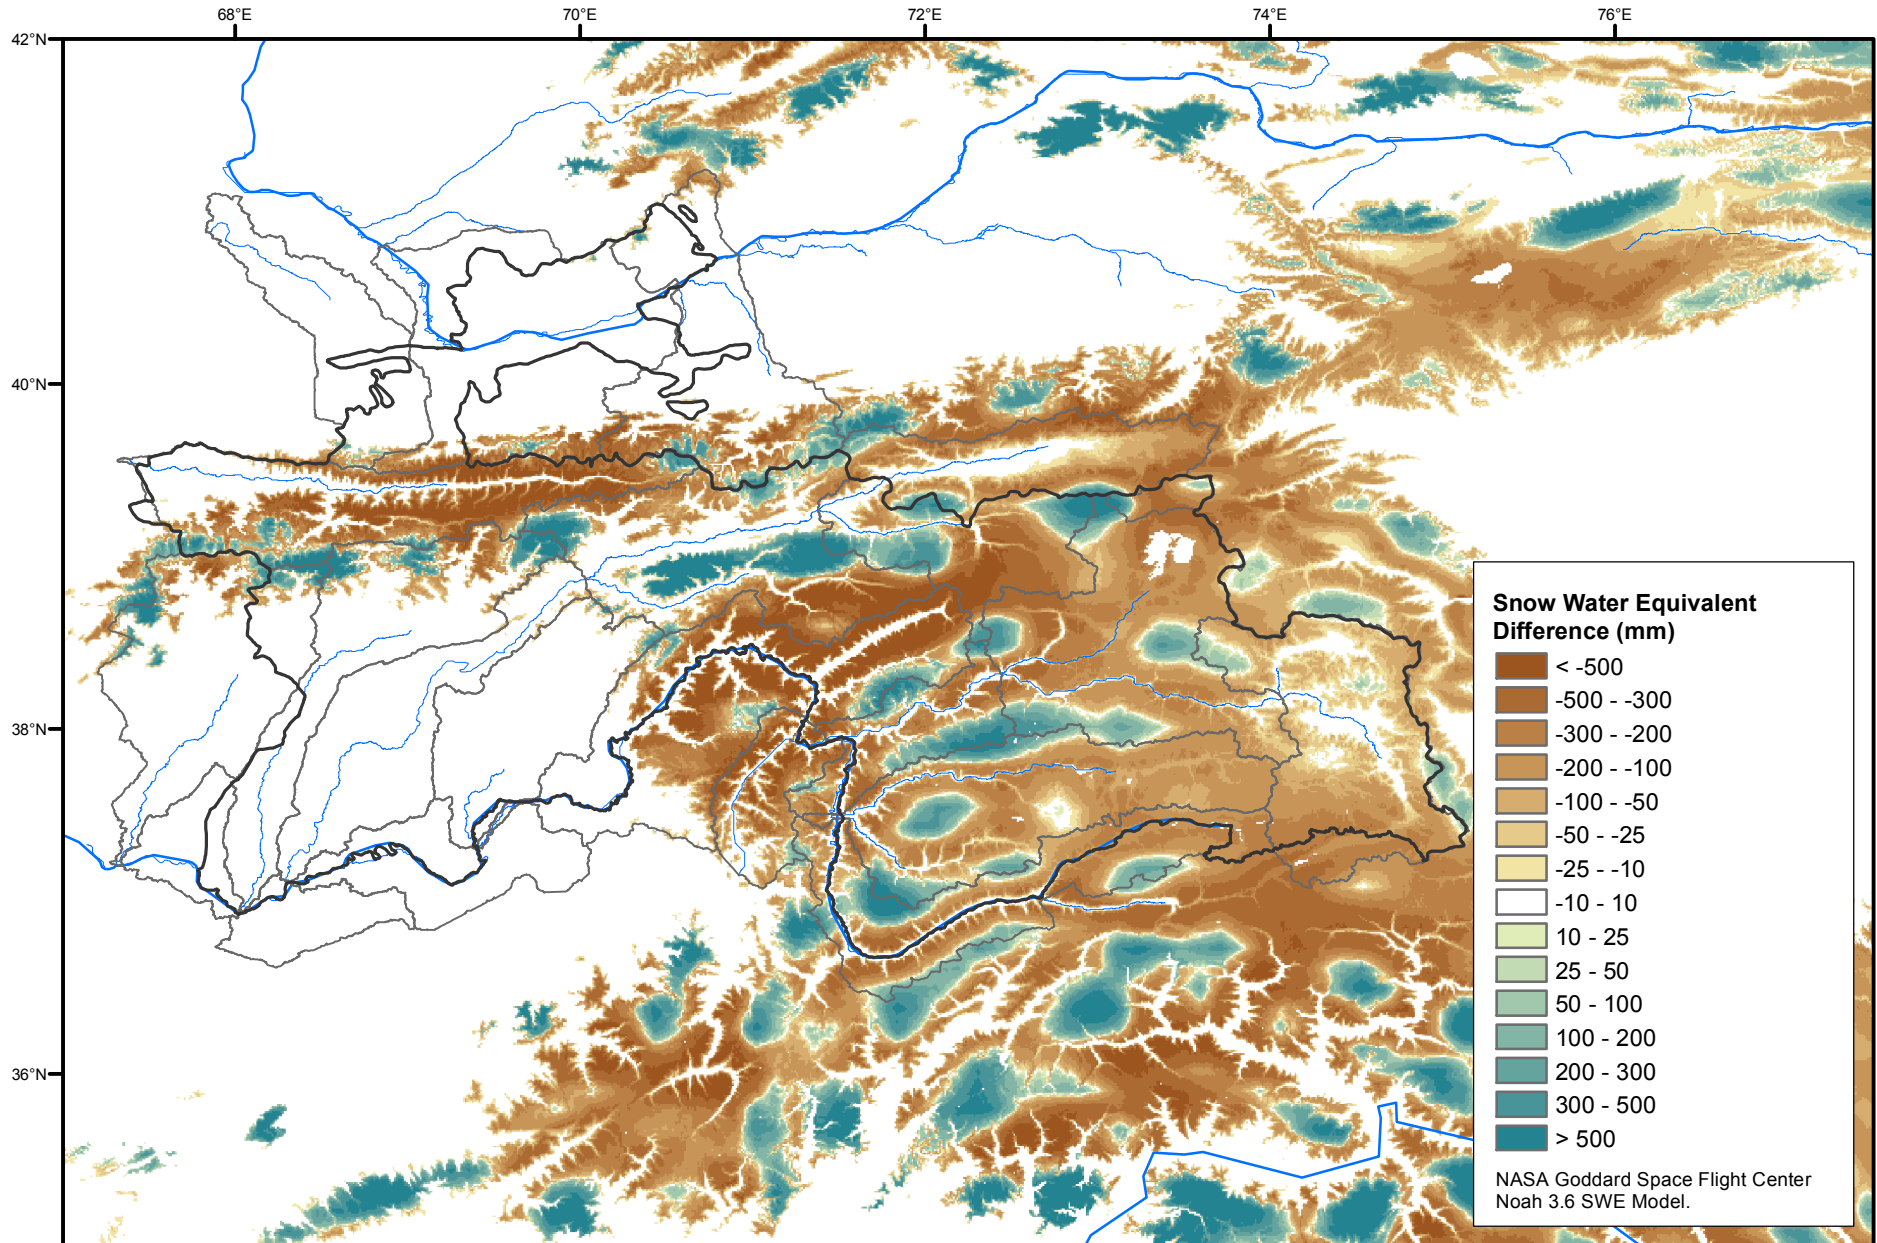 68°E
70°E
72°E
74°E
76°E
42°N
40°N
38°N
36°N
Snow Water Equivalent
Difference (mm)
< -500
-500 - -300
-300 - -200
-200 - -100
-100 - -50
-50 - -25
-25 - -10
-10 - 10
10 - 25
25 - 50
50 - 100
100 - 200
200 - 300
300 - 500
> 500
NASA Goddard Space Flight Center
Noah 3.6 SWE Model.